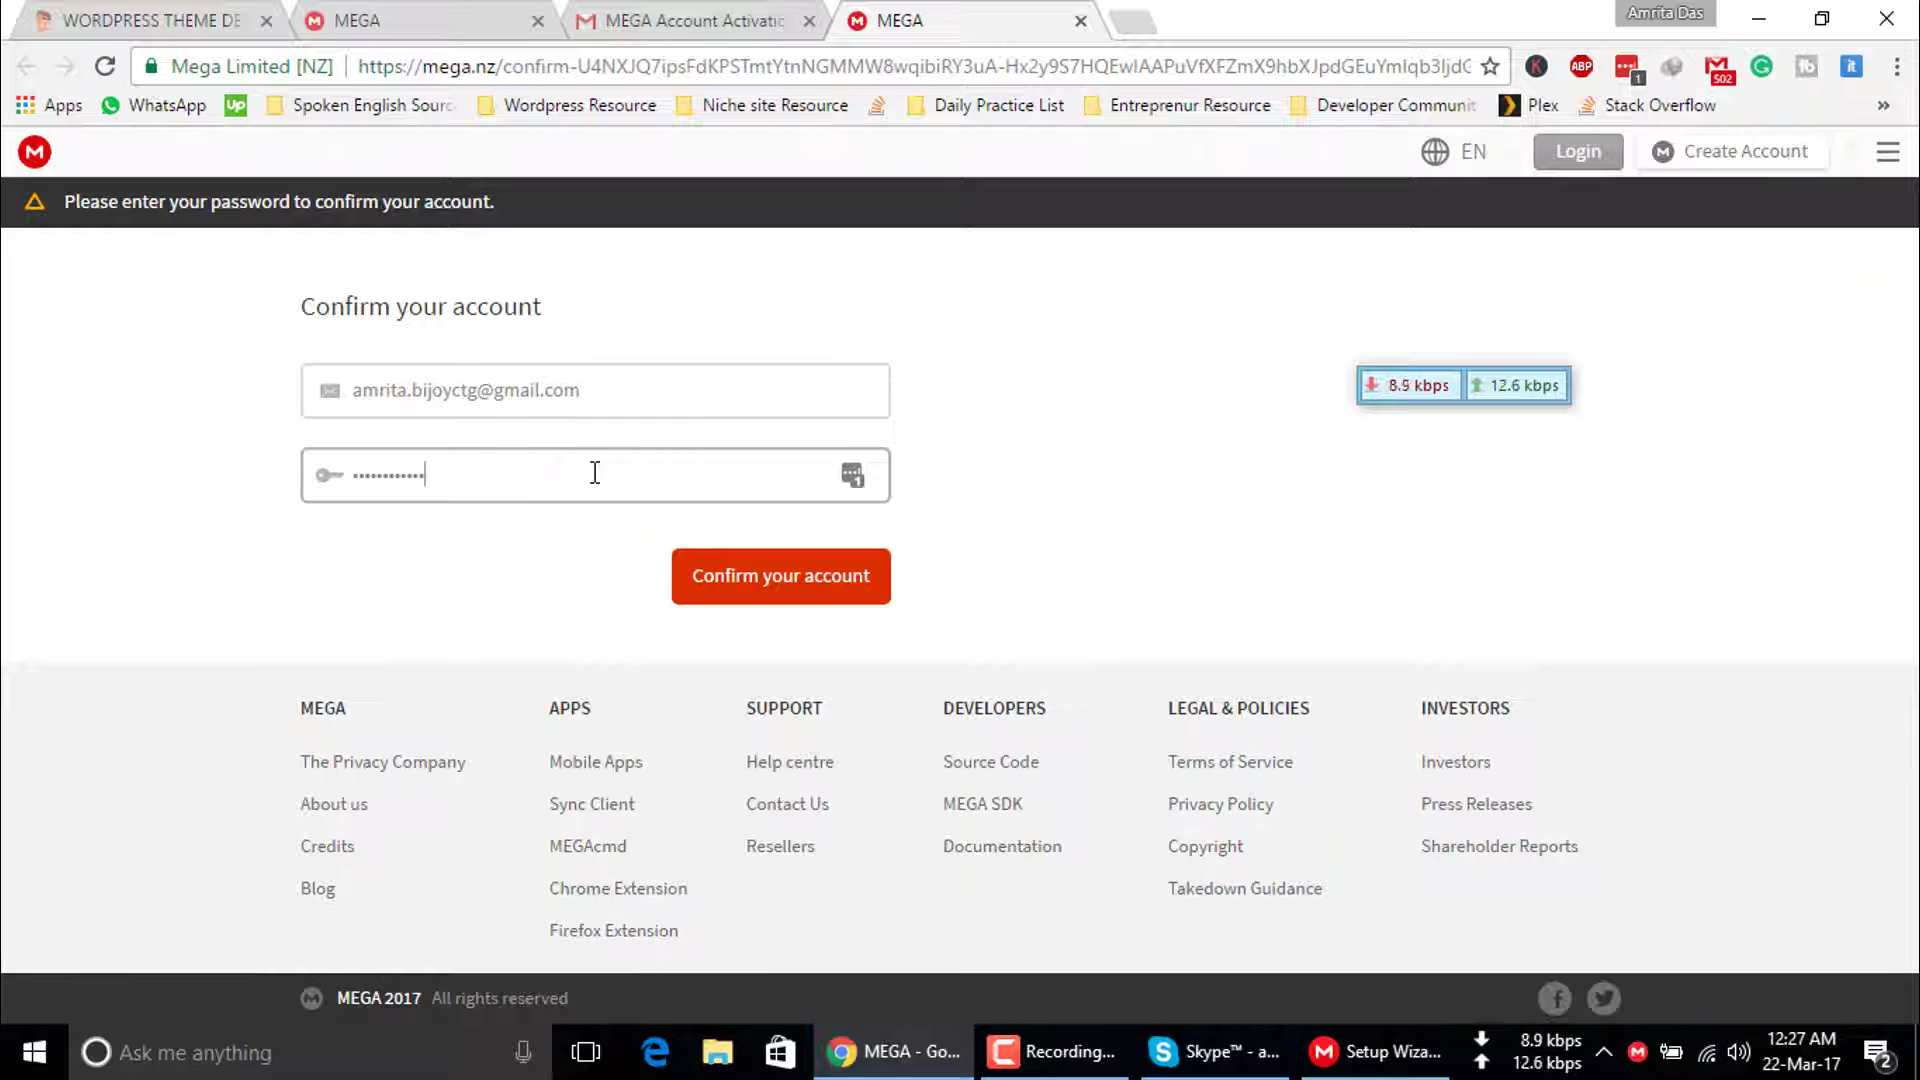 WORDPRESS THEME DE
MEGA
MEGA Account Activatic
MEGA
Amrita Das
Mega Limited [NZ]
https://mega.nz/confirm-U4NXJQ7ipsFdKPSTmtYtnNGMMW8wqibiRY3uA-Hx2y9S7HQEwIAAPuVfXFZmX9hbXJpdGEuYmlqb3ljdG
ABP
1
502
Apps
WhatsApp
Up
Spoken English Sourc
Wordpress Resource
Niche site Resource
Daily Practice List
Entreprenur Resource
Developer Communit
Plex
Stack Overflow
»
M
EN
Login
Create Account
Please enter your password to confirm your account.
Confirm your account
amrita.bijoyctg@gmail.com
8.9 kbps
12.6 kbps
••••••••••••
1
Confirm your account
MEGA
APPS
SUPPORT
DEVELOPERS
LEGAL & POLICIES
INVESTORS
The Privacy Company
Mobile Apps
Help centre
Source Code
Terms of Service
Investors
About us
Sync Client
Contact Us
MEGA SDK
Privacy Policy
Press Releases
Credits
MEGAcmd
Resellers
Documentation
Copyright
Shareholder Reports
Blog
Chrome Extension
Takedown Guidance
Firefox Extension
MEGA 2017 All rights reserved
Ask me anything
MEGA - Go...
Recording...
Skype™ - a...
Setup Wiza...
8.9 kbps
12.6 kbps
12:27 AM
22-Mar-17
2